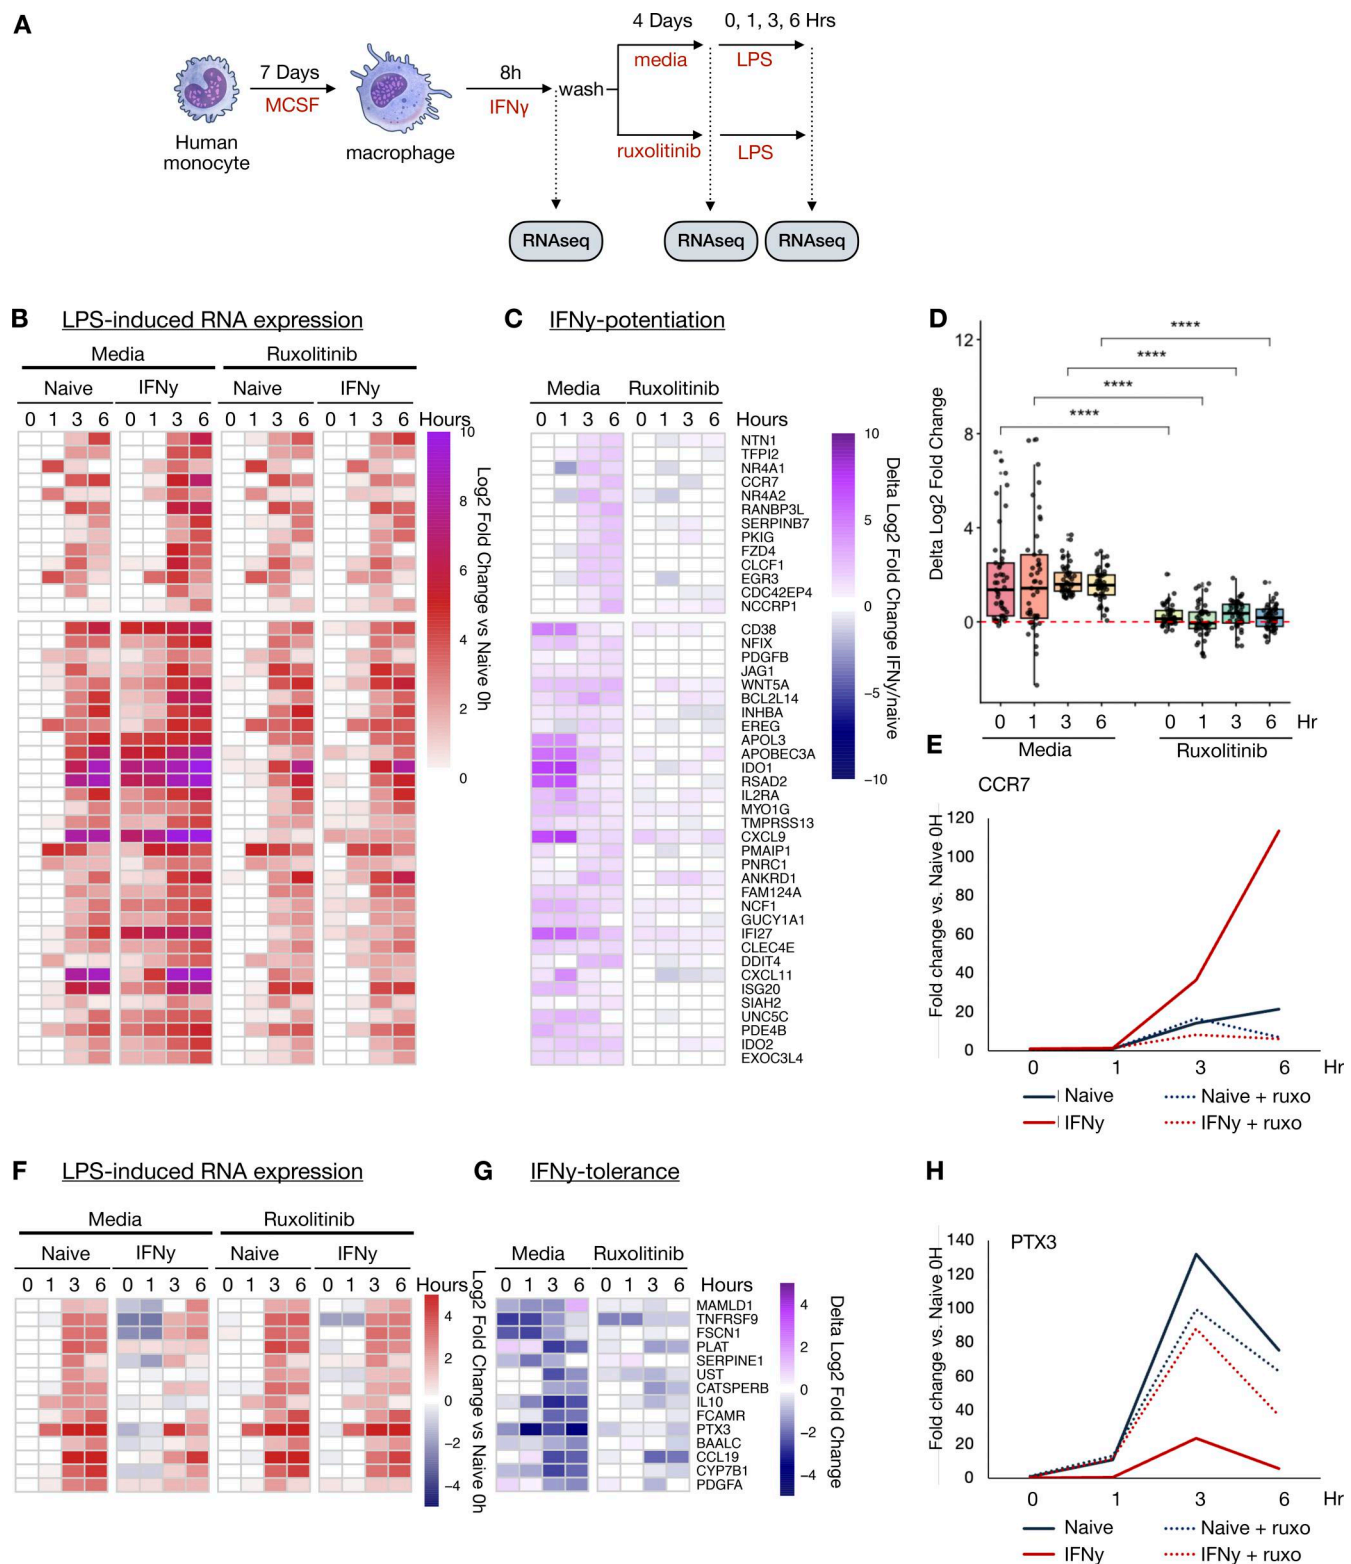 A
4 Days 0, 1, 3, 6 Hrs
7 Days
MCSF
8h
IFNγ
wash
media
LPS
ruxolitinib
LPS
Human
monocyte
macrophage
RNAseq
RNAseq
RNAseq
B
LPS-induced RNA expression
Media
Ruxolitinib
Naive
IFNy
Naive
IFNy
0 1 3 6 0 1 3 6 0 1 3 6 0 1 3 6 Hours
10
8
6
4
2
0
Log2 Fold Change vs Naive 0h
C
IFNy-potentiation
Media
Ruxolitinib
0 1 3 6 0 1 3 6 Hours
NTN1
TFPI2
NR4A1
CCR7
NR4A2
RANBP3L
SERPINB7
PKIG
FZD4
CLCF1
EGR3
CDC42EP4
NCCRP1
CD38
NFIX
PDGFB
JAG1
WNT5A
BCL2L14
INHBA
EREG
APOL3
APOBEC3A
IDO1
RSAD2
IL2RA
MYO1G
TMPRSS13
CXCL9
PMAIP1
PNRC1
ANKRD1
FAM124A
NCF1
GUCY1A1
IFI27
CLEC4E
DDIT4
CXCL11
ISG20
SIAH2
UNC5C
PDE4B
IDO2
EXOC3L4
10
5
0
−5
−10
Delta Log2 Fold Change IFNy/naive
D
Delta Log2 Fold Change
12
8
4
0
****
****
****
****
0 1 3 6 0 1 3 6 Hr
Media
Ruxolitinib
E
CCR7
Fold change vs. Naive 0H
120
100
80
60
40
20
0
0 1 3 6 Hr
Naive
Naive + ruxo
IFNy
IFNy + ruxo
F
LPS-induced RNA expression
Media
Ruxolitinib
Naive
IFNy
Naive
IFNy
0 1 3 6 0 1 3 6 0 1 3 6 0 1 3 6 Hours
4
2
0
−2
−4
Log2 Fold Change vs Naive 0h
G
IFNy-tolerance
Media
Ruxolitinib
0 1 3 6 0 1 3 6 Hours
MAMLD1
TNFRSF9
FSCN1
PLAT
SERPINE1
UST
CATSPERB
IL10
FCAMR
PTX3
BAALC
CCL19
CYP7B1
PDGFA
4
2
0
−2
−4
Delta Log2 Fold Change
H
PTX3
Fold change vs. Naive 0H
140
120
100
80
60
40
20
0
0 1 3 6 Hr
Naive
Naive + ruxo
IFNy
IFNy + ruxo